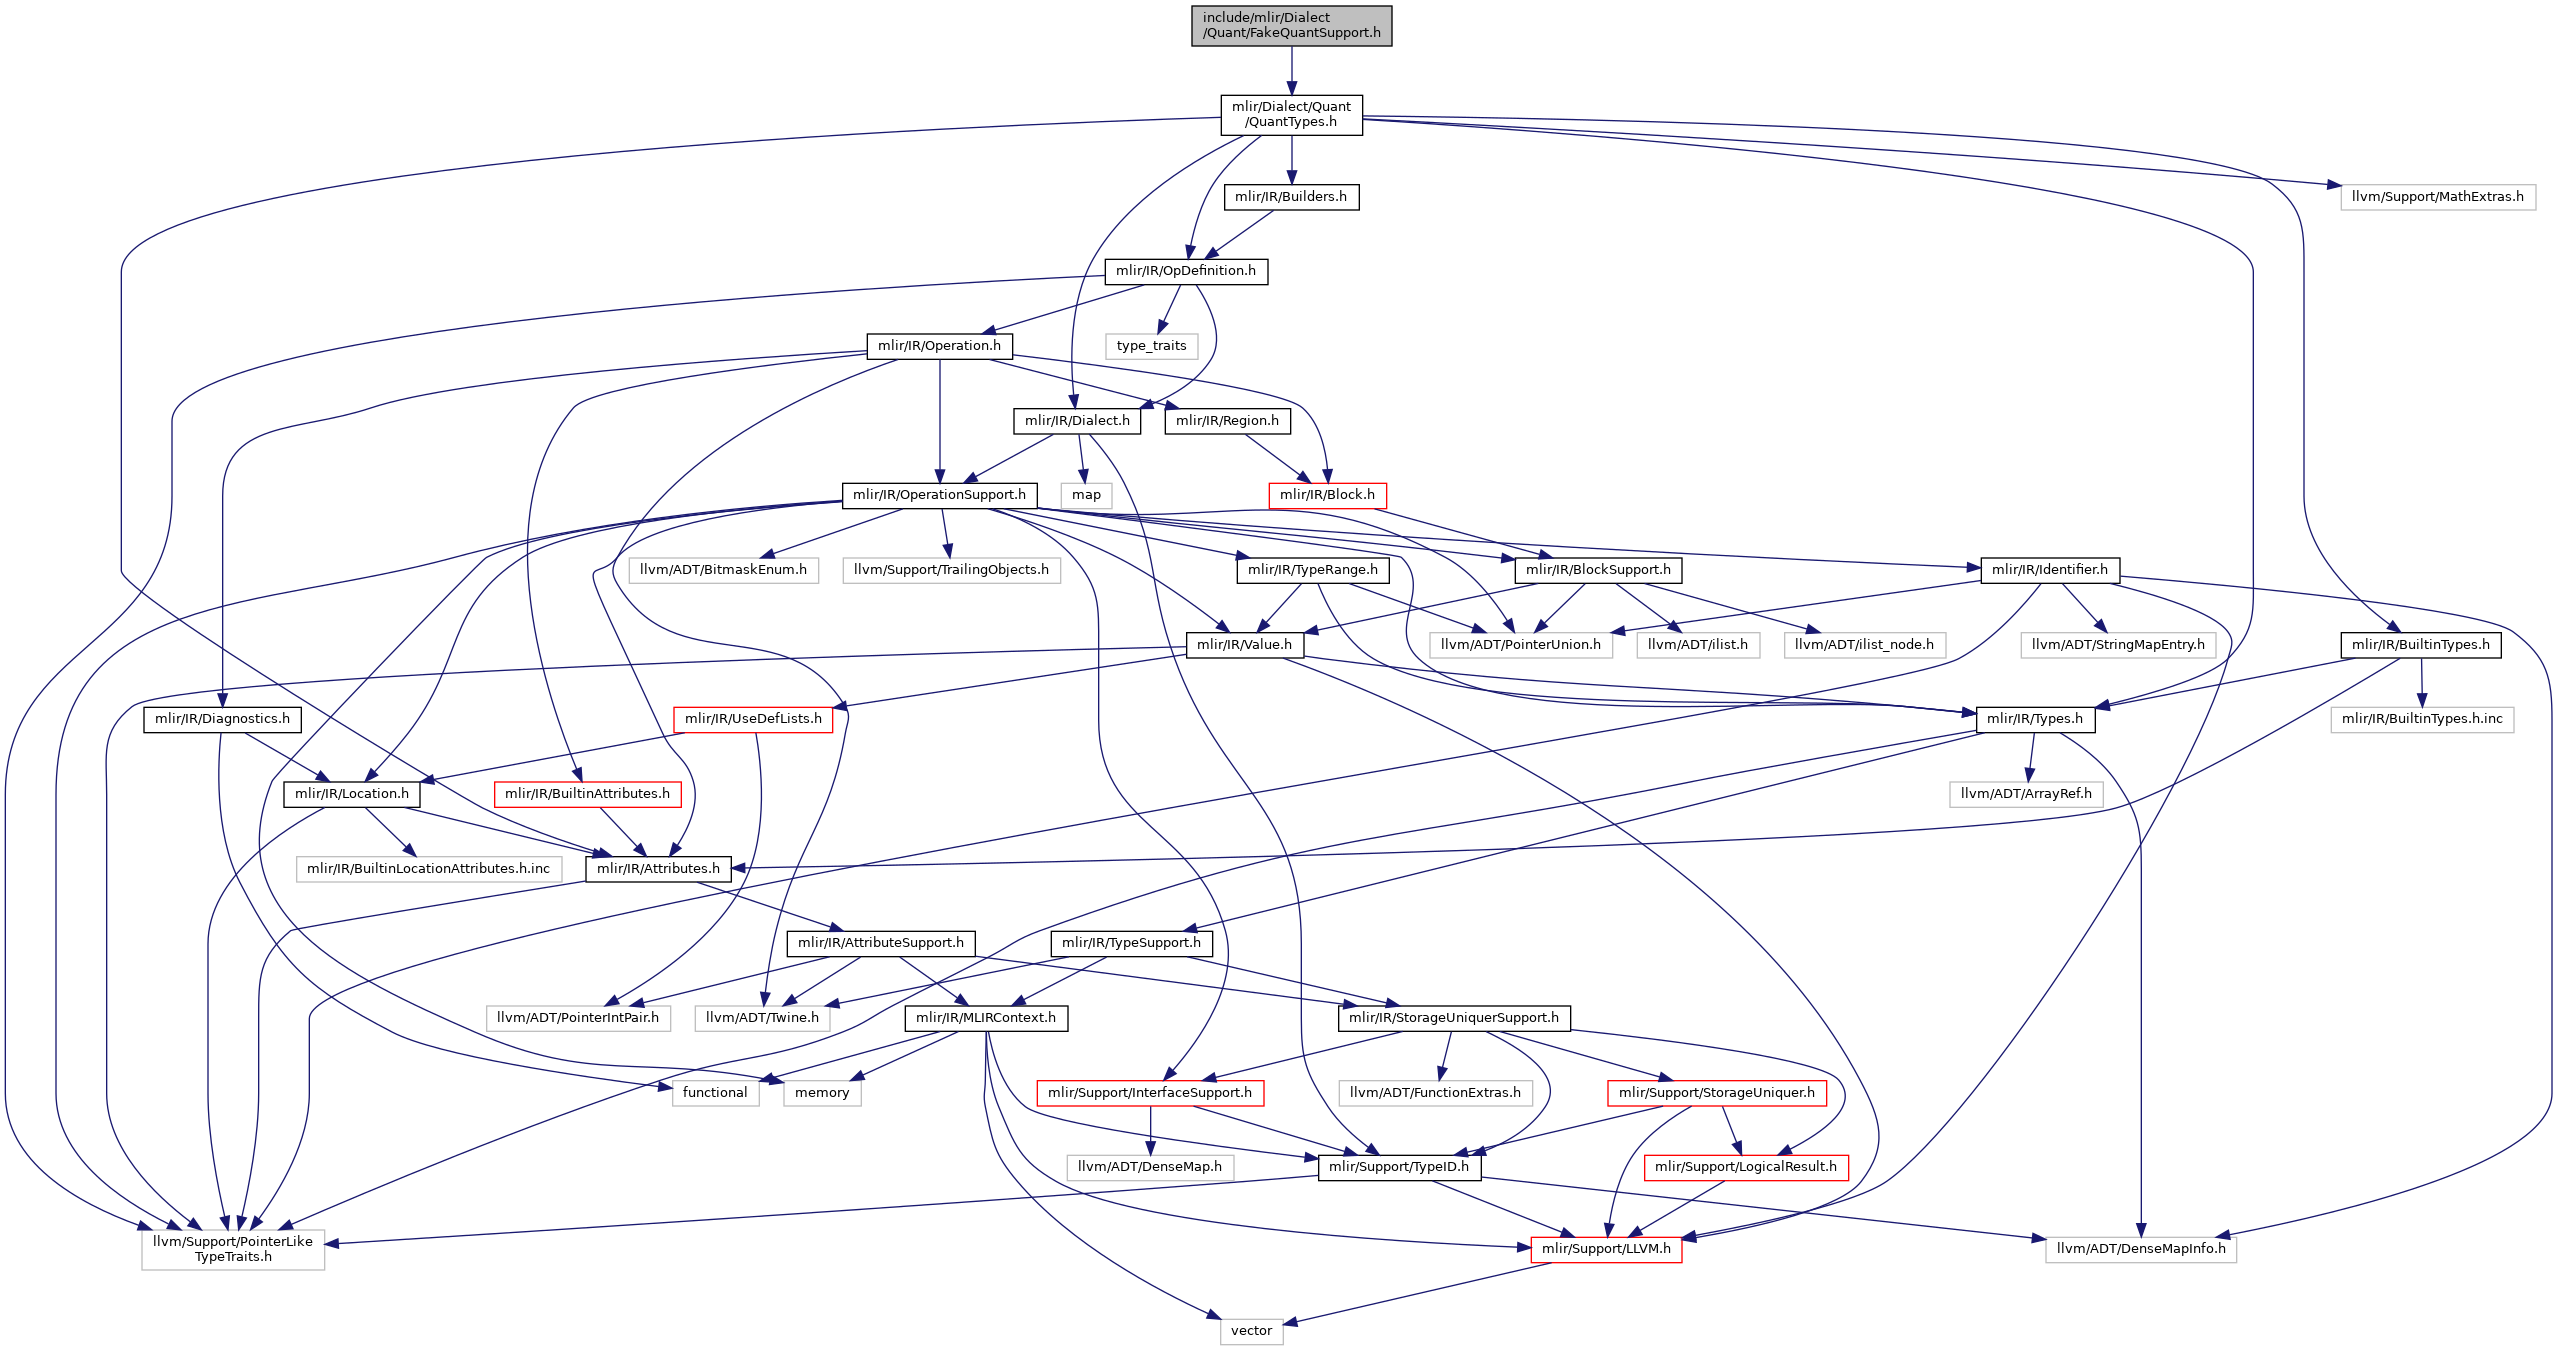 include/mlir/Dialect
/Quant/FakeQuantSupport.h
mlir/Dialect/Quant
/QuantTypes.h
mlir/IR/Builders.h
llvm/Support/MathExtras.h
mlir/IR/OpDefinition.h
mlir/IR/Operation.h
type_traits
mlir/IR/Dialect.h
mlir/IR/Region.h
mlir/IR/OperationSupport.h
map
mlir/IR/Block.h
llvm/ADT/BitmaskEnum.h
llvm/Support/TrailingObjects.h
mlir/IR/TypeRange.h
mlir/IR/BlockSupport.h
mlir/IR/Identifier.h
mlir/IR/Value.h
llvm/ADT/PointerUnion.h
llvm/ADT/ilist.h
llvm/ADT/ilist_node.h
llvm/ADT/StringMapEntry.h
mlir/IR/BuiltinTypes.h
mlir/IR/Diagnostics.h
mlir/IR/UseDefLists.h
mlir/IR/Types.h
mlir/IR/BuiltinTypes.h.inc
mlir/IR/Location.h
mlir/IR/BuiltinAttributes.h
llvm/ADT/ArrayRef.h
mlir/IR/BuiltinLocationAttributes.h.inc
mlir/IR/Attributes.h
mlir/IR/AttributeSupport.h
mlir/IR/TypeSupport.h
llvm/ADT/PointerIntPair.h
llvm/ADT/Twine.h
mlir/IR/MLIRContext.h
mlir/IR/StorageUniquerSupport.h
functional
memory
mlir/Support/InterfaceSupport.h
llvm/ADT/FunctionExtras.h
mlir/Support/StorageUniquer.h
llvm/ADT/DenseMap.h
mlir/Support/TypeID.h
mlir/Support/LogicalResult.h
llvm/Support/PointerLike
TypeTraits.h
mlir/Support/LLVM.h
llvm/ADT/DenseMapInfo.h
vector